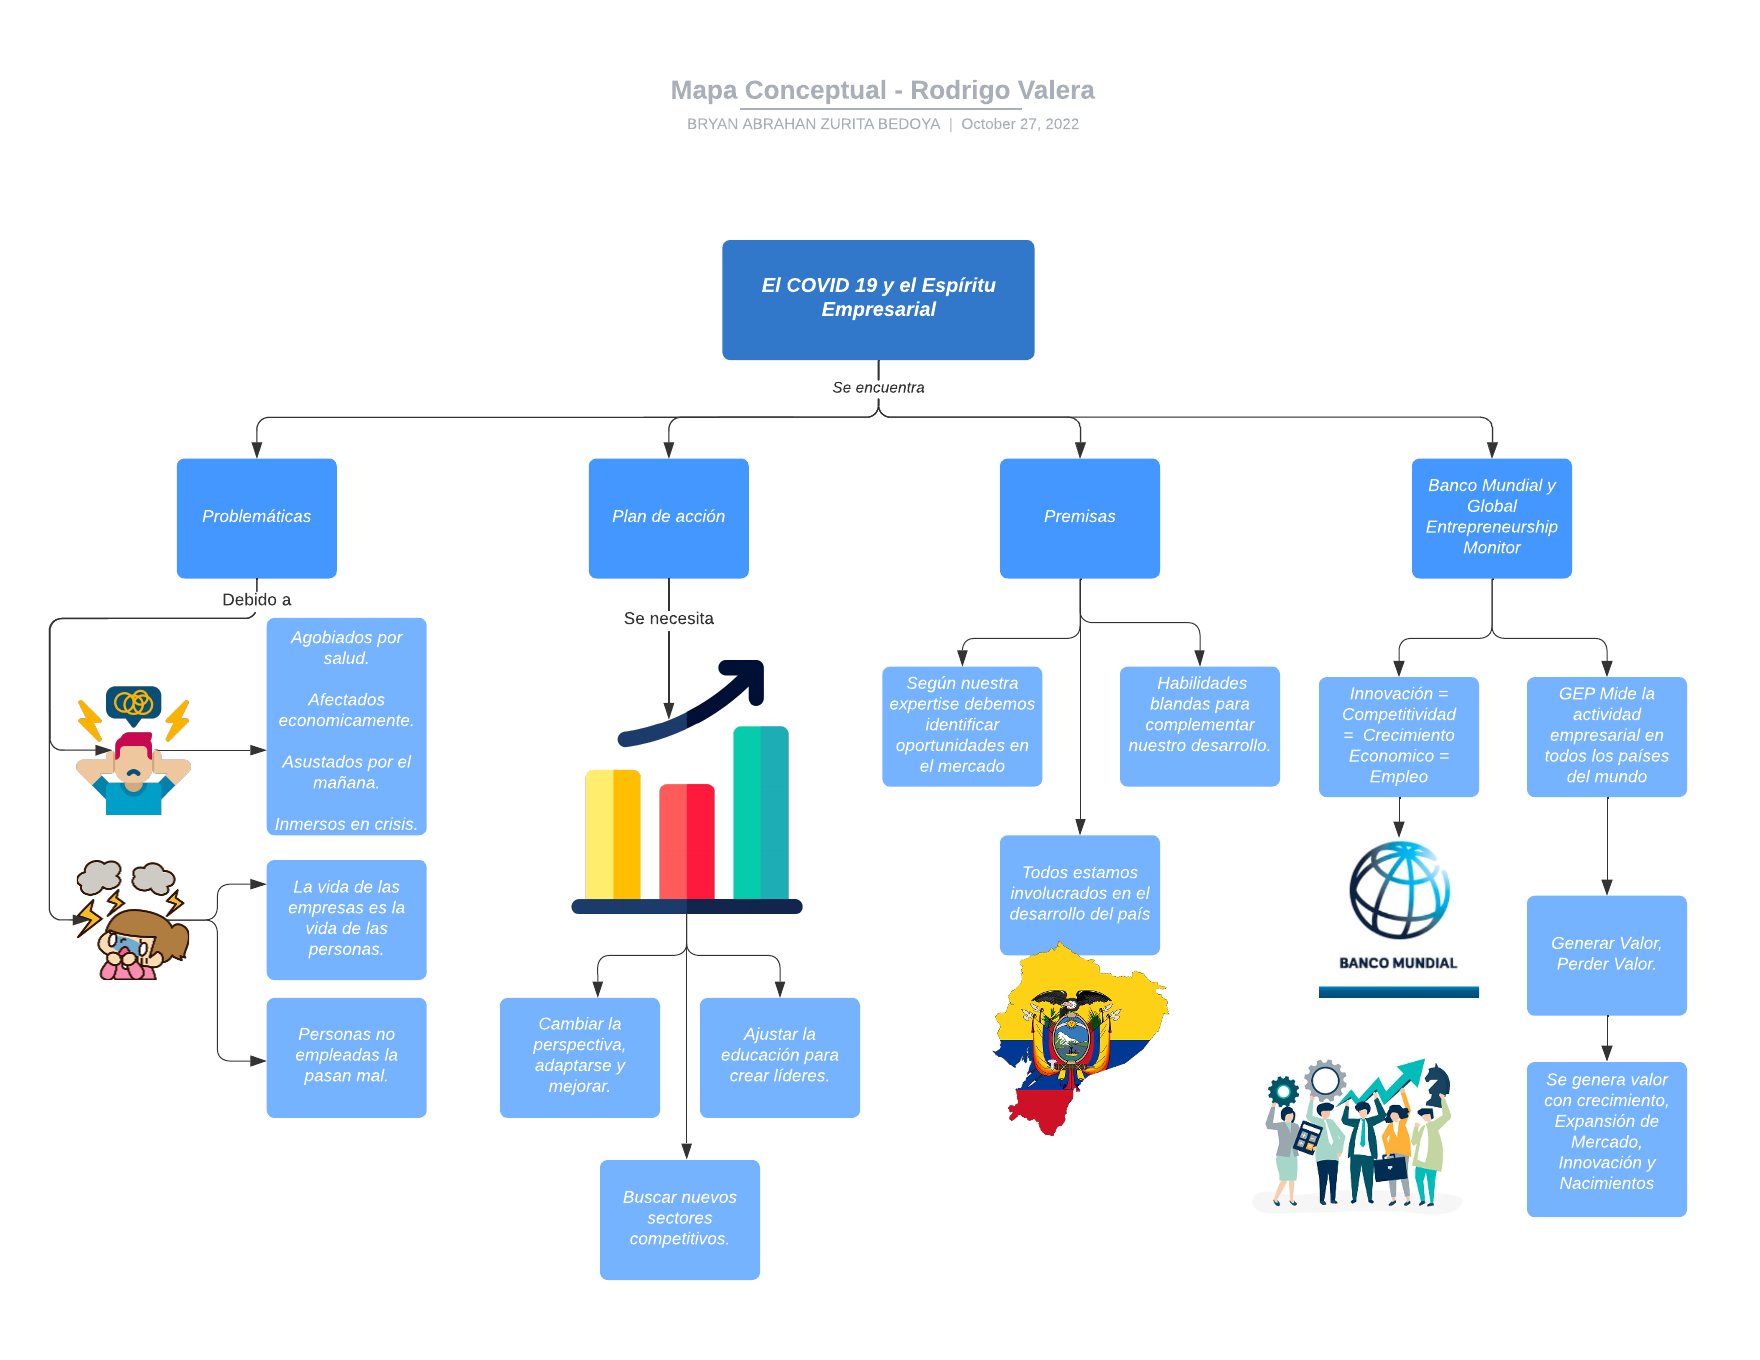 Mapa Conceptual - Rodrigo Valera
BRYAN ABRAHAN ZURITA BEDOYA | October 27, 2022
El COVID 19 y el Espíritu
Empresarial
Se encuentra
Problemáticas
Plan de acción
Premisas
Banco Mundial y
Global
Entrepreneurship
Monitor
Debido a
Agobiados por
salud.
Afectados
economicamente.
Asustados por el
mañana.
Inmersos en crisis.
La vida de las
empresas es la
vida de las
personas.
Personas no
empleadas la
pasan mal.
Se necesita
Cambiar la
perspectiva,
adaptarse y
mejorar.
Ajustar la
educación para
crear líderes.
Buscar nuevos
sectores
competitivos.
Según nuestra
expertise debemos
identificar
oportunidades en
el mercado
Habilidades
blandas para
complementar
nuestro desarrollo.
Todos estamos
involucrados en el
desarrollo del país
Innovación =
Competitividad
= Crecimiento
Economico =
Empleo
BANCO MUNDIAL
GEP Mide la
actividad
empresarial en
todos los países
del mundo
Generar Valor,
Perder Valor.
Se genera valor
con crecimiento,
Expansión de
Mercado,
Innovación y
Nacimientos